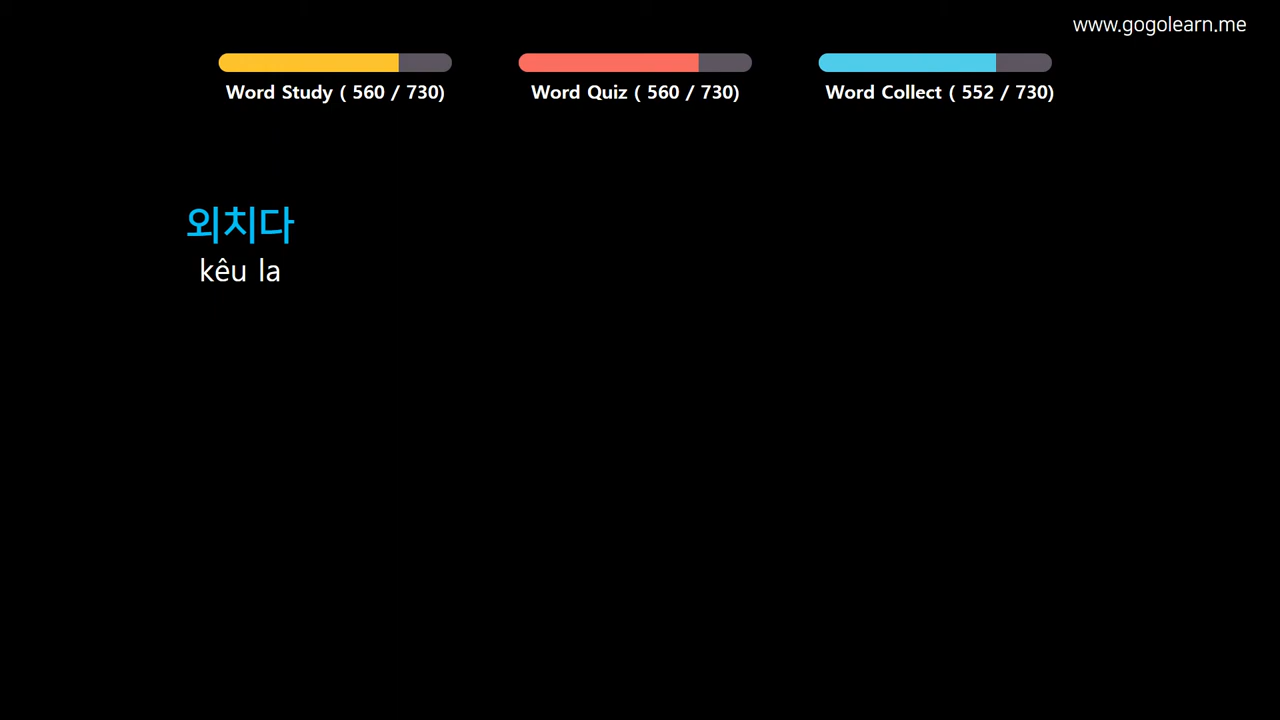 www.gogolearn.me
Word Study ( 560 / 730)
Word Quiz ( 560 / 730)
Word Collect ( 552 / 730)
외치다
kêu la